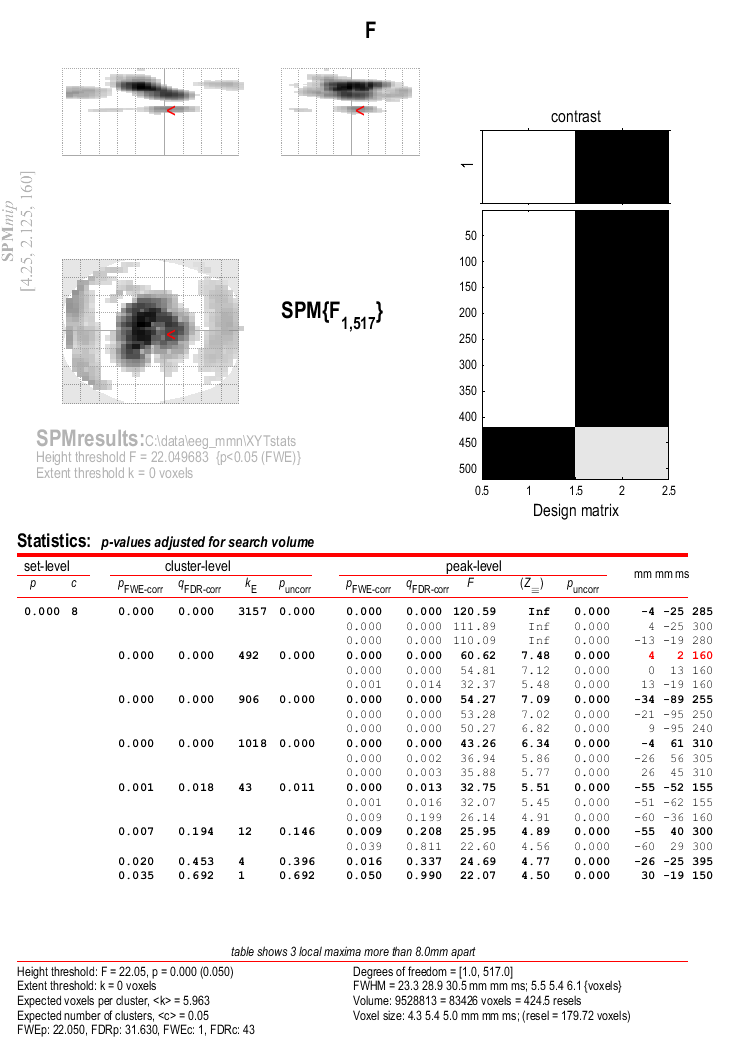 F
SPMmip
[4.25, 2.125, 160]
<
<
<
SPM{F1,517}
contrast
1
50
100
150
200
250
300
350
400
450
500
0.5 1 1.5 2 2.5
Design matrix
SPMresults:C:\data\eeg_mmn\XYTstats
Height threshold F = 22.049683 {p<0.05 (FWE)}
Extent threshold k = 0 voxels
Statistics: p-values adjusted for search volume
set-level cluster-level peak-level mm mm ms
p c pFWE-corr qFDR-corr kE puncorr pFWE-corr qFDR-corr F (Z≡) puncorr
0.000 8 0.000 0.000 3157 0.000 0.000 0.000 120.59 Inf 0.000 -4 -25 285
0.000 0.000 111.89 Inf 0.000 4 -25 300
0.000 0.000 110.09 Inf 0.000 -13 -19 280
0.000 0.000 492 0.000 0.000 0.000 60.62 7.48 0.000 4 2 160
0.000 0.000 54.81 7.12 0.000 0 13 160
0.001 0.014 32.37 5.48 0.000 13 -19 160
0.000 0.000 906 0.000 0.000 0.000 54.27 7.09 0.000 -34 -89 255
0.000 0.000 53.28 7.02 0.000 -21 -95 250
0.000 0.000 50.27 6.82 0.000 9 -95 240
0.000 0.000 1018 0.000 0.000 0.000 43.26 6.34 0.000 -4 61 310
0.000 0.002 36.94 5.86 0.000 -26 56 305
0.000 0.003 35.88 5.77 0.000 26 45 310
0.001 0.018 43 0.011 0.000 0.013 32.75 5.51 0.000 -55 -52 155
0.001 0.016 32.07 5.45 0.000 -51 -62 155
0.009 0.199 26.14 4.91 0.000 -60 -36 160
0.007 0.194 12 0.146 0.009 0.208 25.95 4.89 0.000 -55 40 300
0.039 0.811 22.60 4.56 0.000 -60 29 300
0.020 0.453 4 0.396 0.016 0.337 24.69 4.77 0.000 -26 -25 395
0.035 0.692 1 0.692 0.050 0.990 22.07 4.50 0.000 30 -19 150
table shows 3 local maxima more than 8.0mm apart
Height threshold: F = 22.05, p = 0.000 (0.050)
Extent threshold: k = 0 voxels
Expected voxels per cluster, <k> = 5.963
Expected number of clusters, <c> = 0.05
FWEp: 22.050, FDRp: 31.630, FWEc: 1, FDRc: 43
Degrees of freedom = [1.0, 517.0]
FWHM = 23.3 28.9 30.5 mm mm ms; 5.5 5.4 6.1 {voxels}
Volume: 9528813 = 83426 voxels = 424.5 resels
Voxel size: 4.3 5.4 5.0 mm mm ms; (resel = 179.72 voxels)